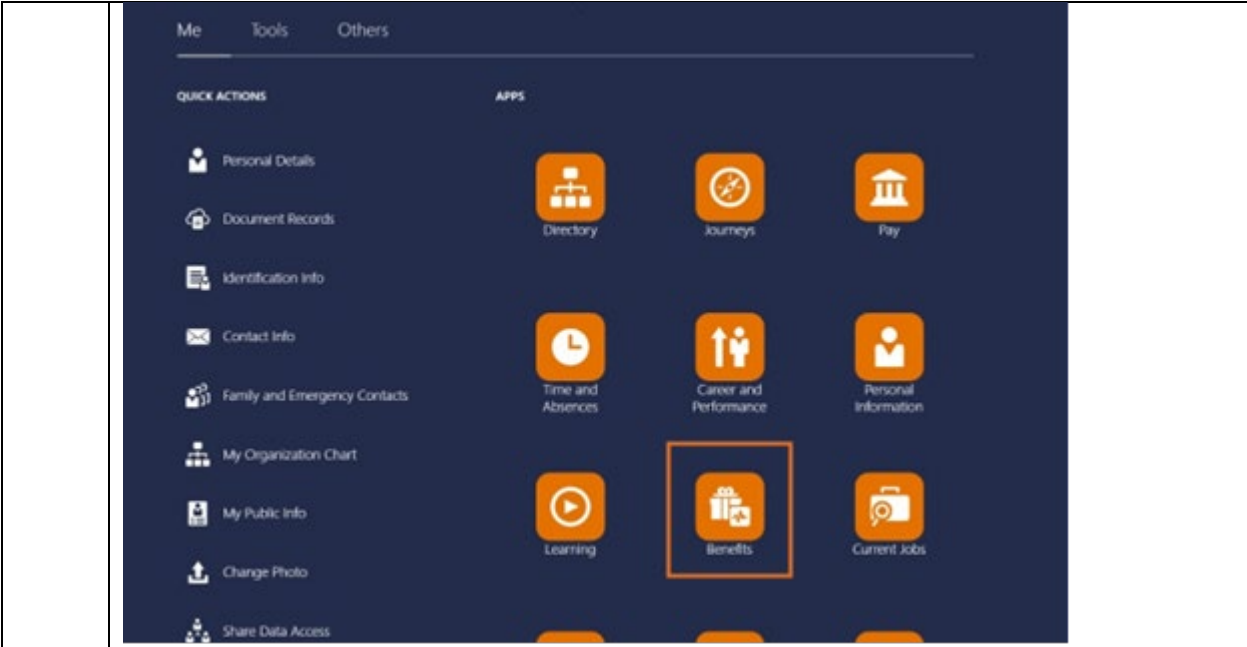 Me Tools Others
QUICK ACTIONS
Personal Details
Document Records
Identification Info
Contact Info
Family and Emergency Contacts
My Organization Chart
My Public Info
Change Photo
Share Data Access
APPS
Directory
Journeys
Pay
Time and
Absences
Career and
Performance
Personal
Information
Learning
Benefits
Current Jobs